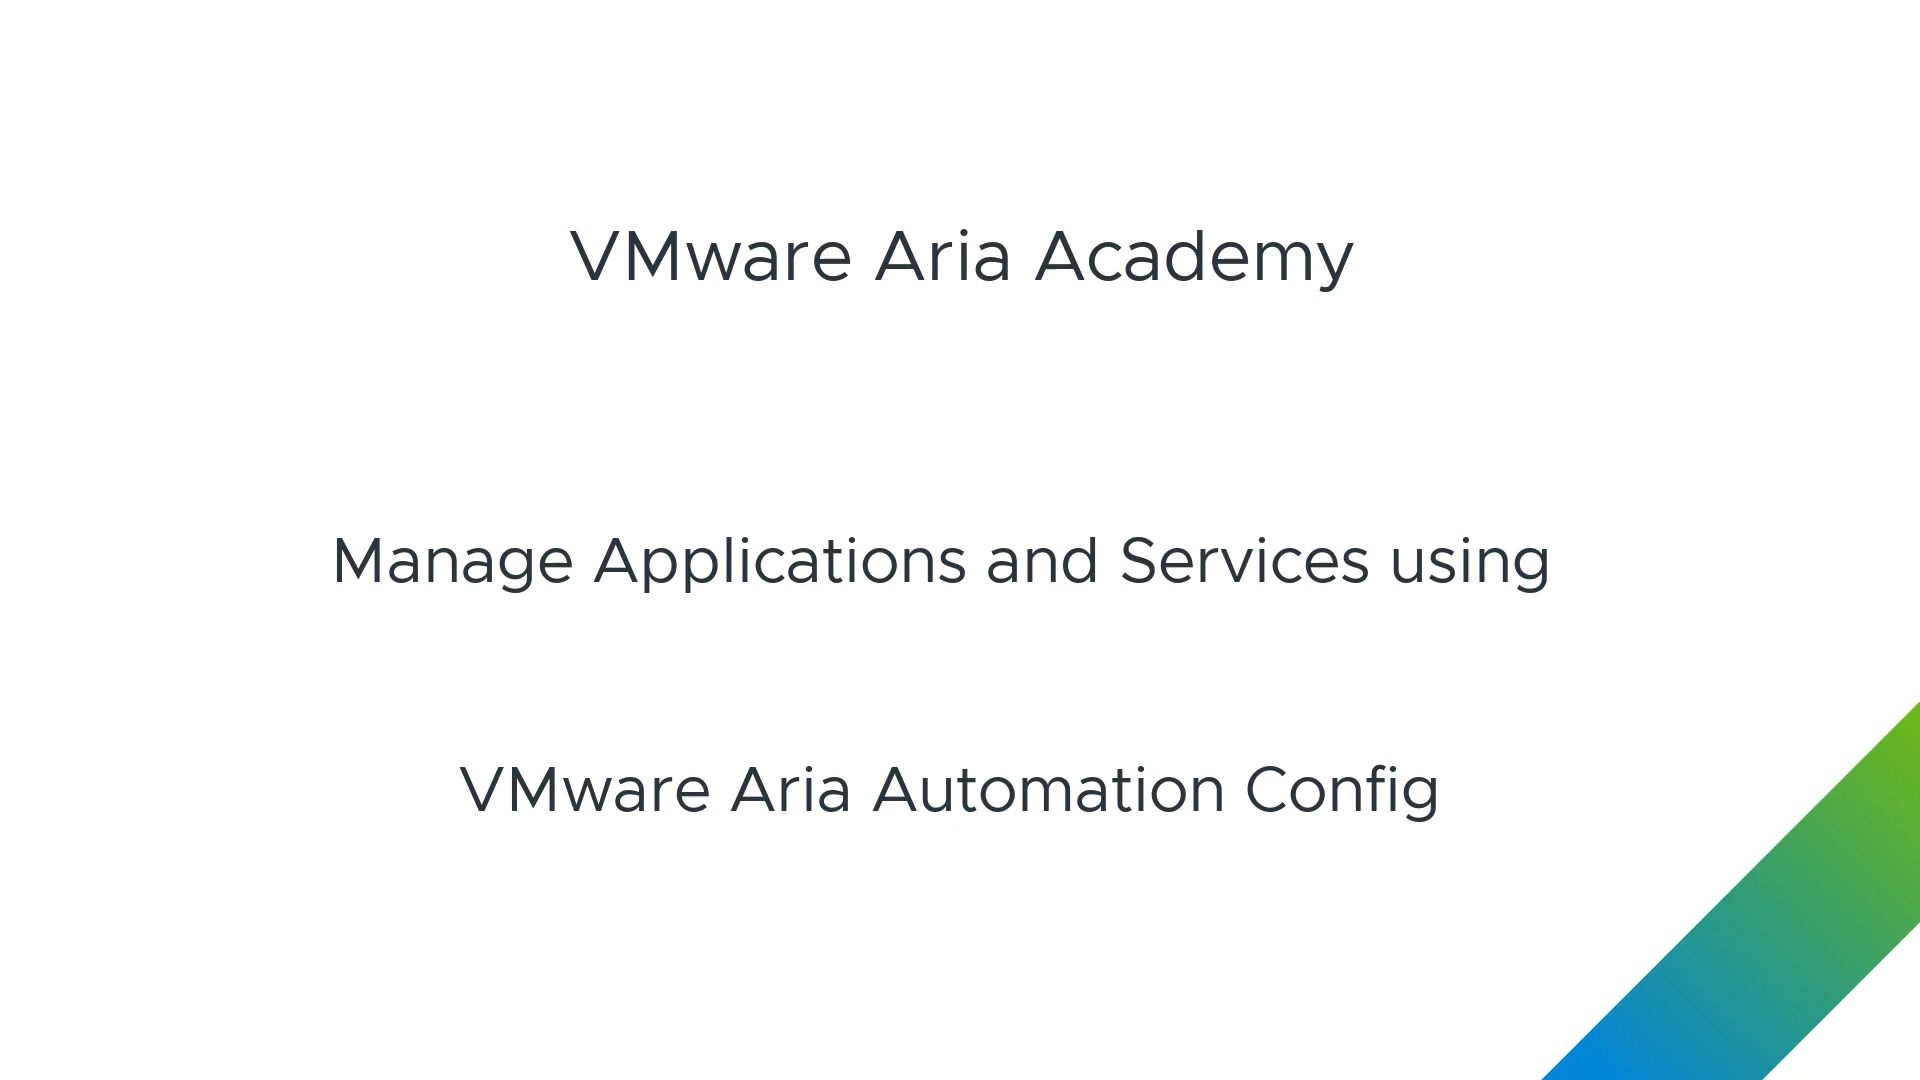 VMware Aria Academy
Manage Applications and Services using
VMware Aria Automation Config